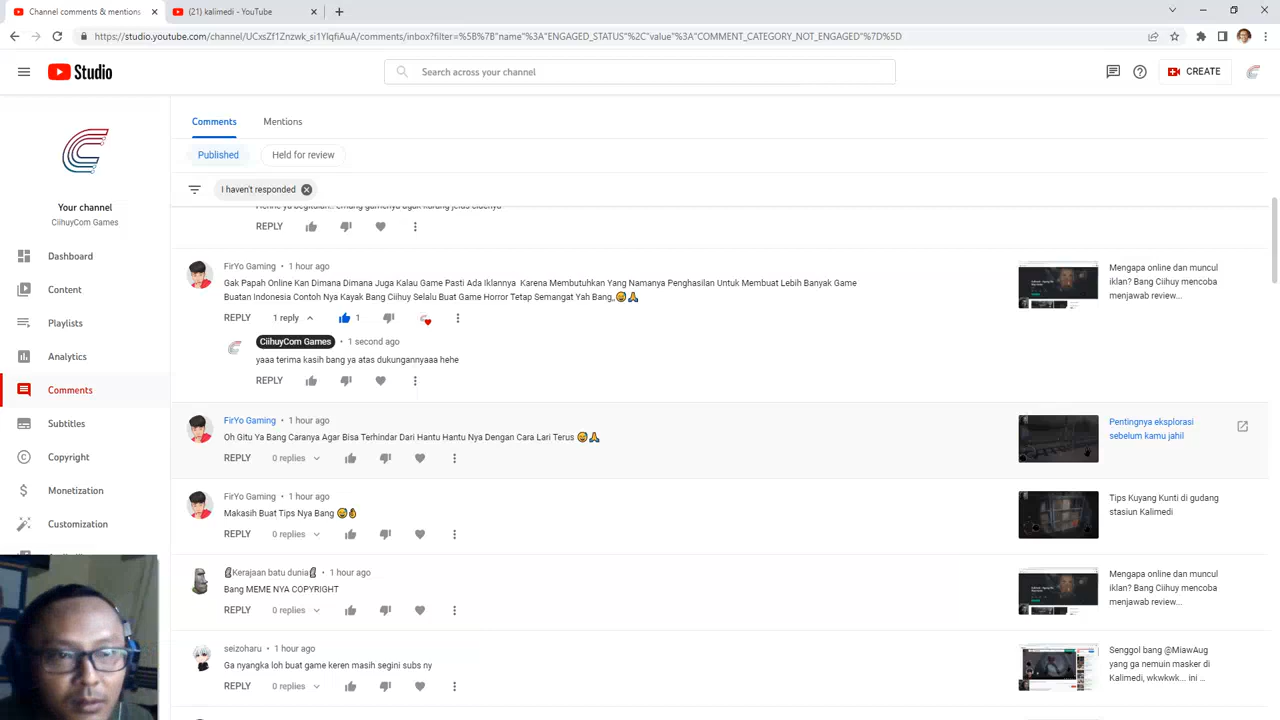 Channel comments & mentions
(21) kalimedi - YouTube
https://studio.youtube.com/channel/UCxsZf1Znzwk_si1YlqfiAuA/comments/inbox?filter=%5B%7B"name"%3A"ENGAGED_STATUS"%2C"value"%3A"COMMENT_CATEGORY_NOT_ENGAGED"%7D%5D
Studio
Search across your channel
CREATE
Your channel
CiihuyCom Games
Dashboard
Content
Playlists
Analytics
Comments
Subtitles
Copyright
Monetization
Customization
Comments
Mentions
Published
Held for review
I haven't responded
REPLY
FirYo Gaming • 1 hour ago
Gak Papah Online Kan Dimana Dimana Juga Kalau Game Pasti Ada Iklannya Karena Membutuhkan Yang Namanya Penghasilan Untuk Membuat Lebih Banyak Game
Buatan Indonesia Contoh Nya Kayak Bang Ciihuy Selalu Buat Game Horror Tetap Semangat Yah Bang,,😅🙏
REPLY 1 reply 1
CiihuyCom Games • 1 second ago
yaaa terima kasih bang ya atas dukungannyaaa hehe
REPLY
Mengapa online dan muncul
iklan? Bang Ciihuy mencoba
menjawab review...
FirYo Gaming • 1 hour ago
Oh Gitu Ya Bang Caranya Agar Bisa Terhindar Dari Hantu Hantu Nya Dengan Cara Lari Terus 😅🙏
REPLY 0 replies
Pentingnya eksplorasi
sebelum kamu jahil
FirYo Gaming • 1 hour ago
Makasih Buat Tips Nya Bang 😅👌
REPLY 0 replies
Tips Kuyang Kunti di gudang
stasiun Kalimedi
🗿Kerajaan batu dunia🗿 • 1 hour ago
Bang MEME NYA COPYRIGHT
REPLY 0 replies
Mengapa online dan muncul
iklan? Bang Ciihuy mencoba
menjawab review...
seizoharu • 1 hour ago
Ga nyangka loh buat game keren masih segini subs ny
REPLY 0 replies
Senggol bang @MiawAug
yang ga nemuin masker di
Kalimedi, wkwkwk... ini ...